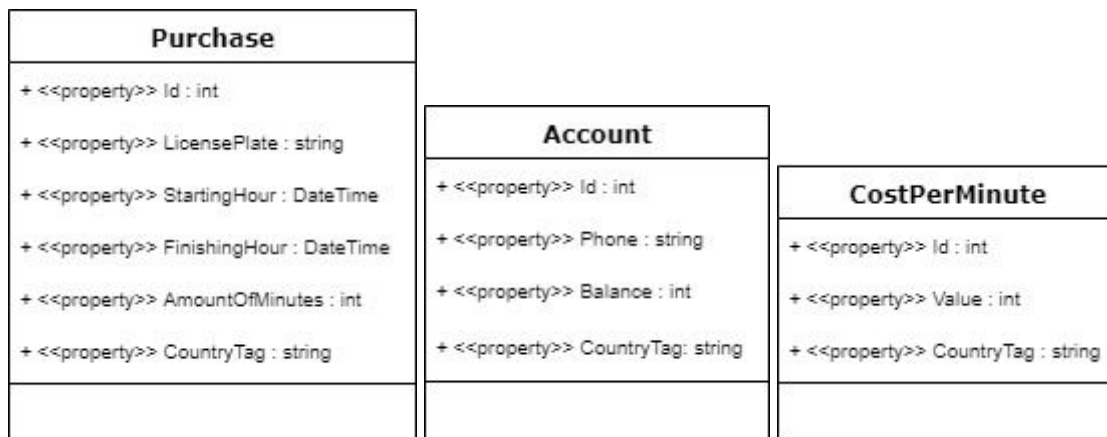 Purchase
+ <<property>> Id : int
+ <<property>> LicensePlate : string
+ <<property>> StartingHour : DateTime
+ <<property>> FinishingHour : DateTime
+ <<property>> AmountOfMinutes : int
+ <<property>> CountryTag : string
Account
+ <<property>> Id : int
+ <<property>> Phone : string
+ <<property>> Balance : int
+ <<property>> CountryTag: string
CostPerMinute
+ <<property>> Id : int
+ <<property>> Value : int
+ <<property>> CountryTag : string